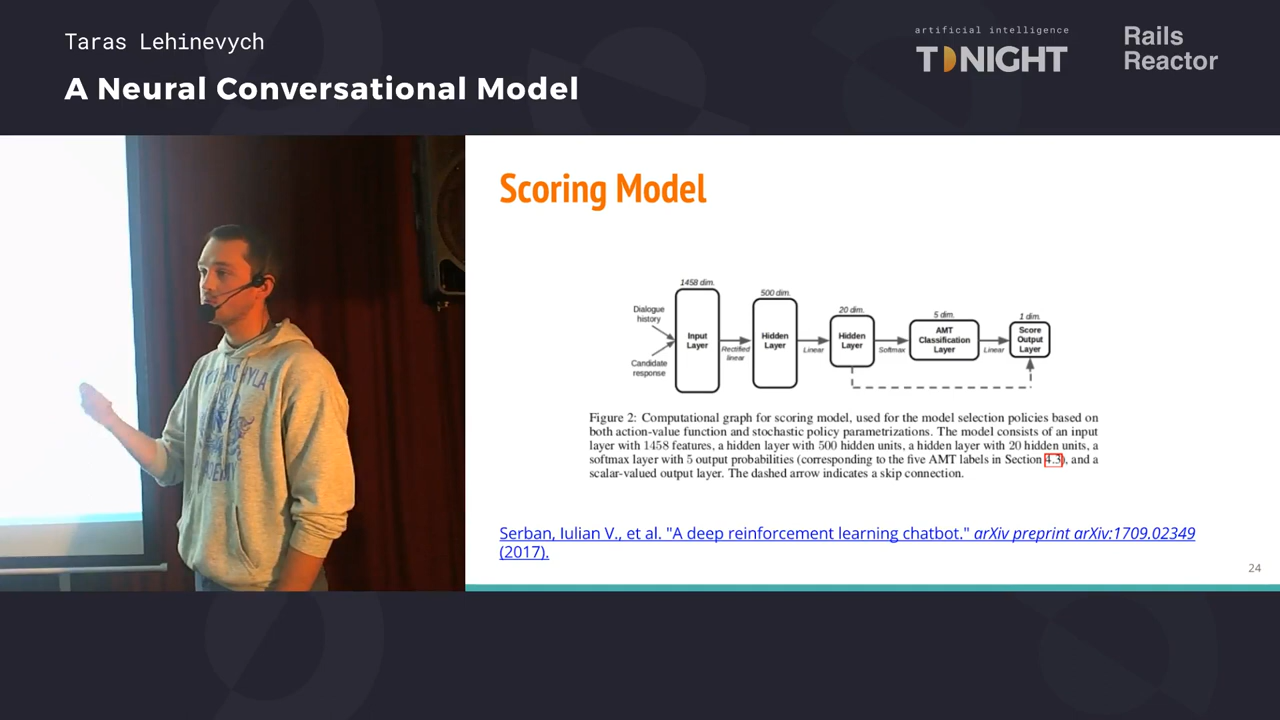 Taras Lehinevych
A Neural Conversational Model
artificial intelligence
TONIGHT
Rails
Reactor
Scoring Model
1458 dim.
500 dim.
20 dim.
5 dim.
1 dim.
Dialogue
history
Candidate
response
Input
Layer
Rectified
linear
Hidden
Layer
Linear
Hidden
Layer
Softmax
AMT
Classification
Layer
Linear
Score
Output
Layer
Figure 2: Computational graph for scoring model, used for the model selection policies based on
both action-value function and stochastic policy parametrizations. The model consists of an input
layer with 1458 features, a hidden layer with 500 hidden units, a hidden layer with 20 hidden units, a
softmax layer with 5 output probabilities (corresponding to the five AMT labels in Section 4.3), and a
scalar-valued output layer. The dashed arrow indicates a skip connection.
Serban, Iulian V., et al. "A deep reinforcement learning chatbot." arXiv preprint arXiv:1709.02349
(2017).
24